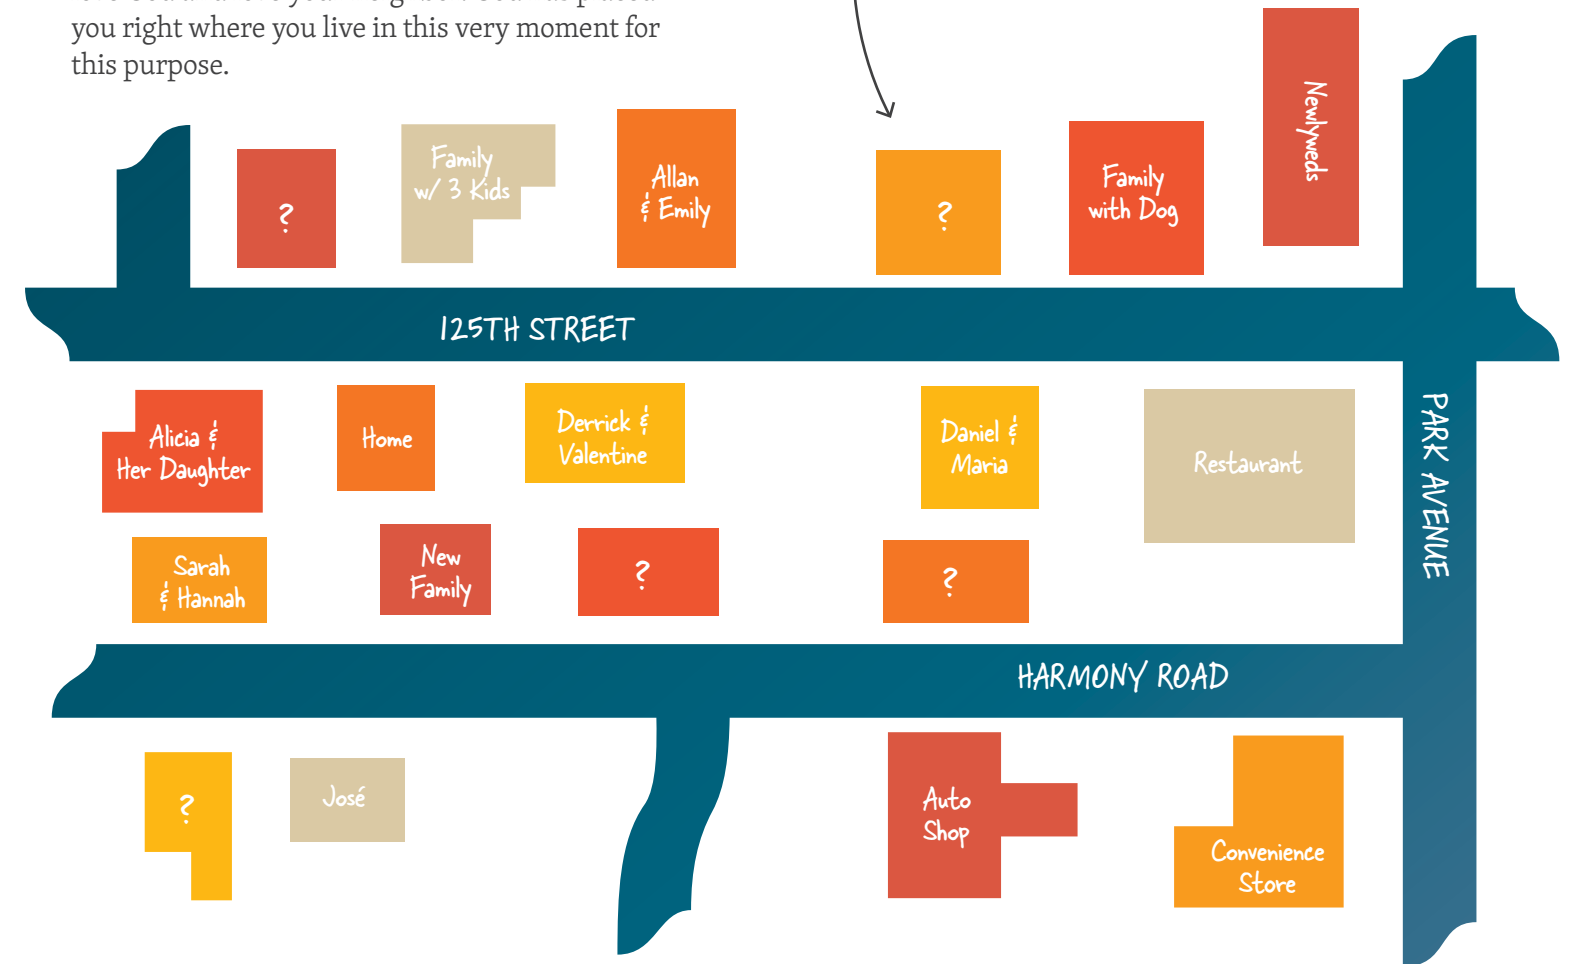 you right where you live in this very moment for
this purpose.
Newlyweds
?
Family
w/ 3 Kids
Allan
& Emily
?
Family
with Dog
125TH STREET
Alicia &
Her Daughter
Home
Derrick &
Valentine
Daniel &
Maria
Restaurant
PARK AVENUE
Sarah
& Hannah
New
Family
?
?
HARMONY ROAD
?
José
Auto
Shop
Convenience
Store